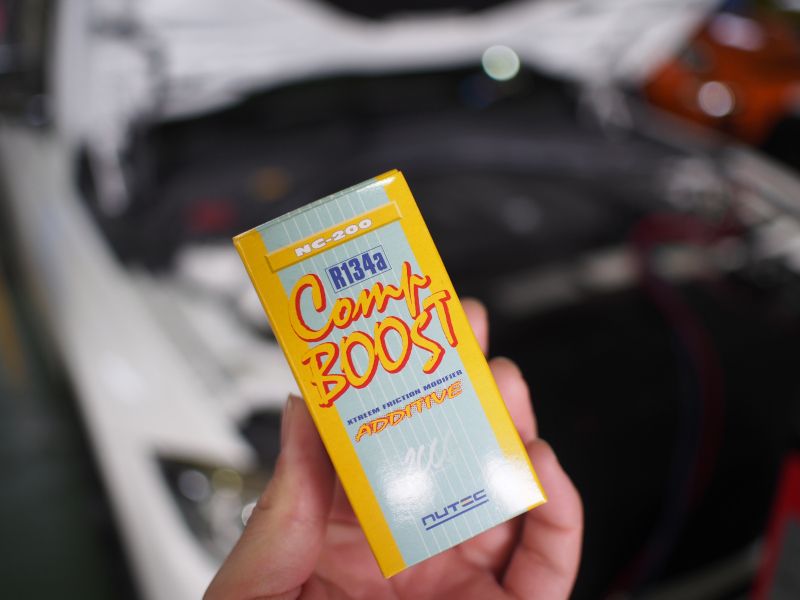 NC-200
R134a
Comp
BOOST
XTREEM FRICTION MODIFIER
ADDITIVE
NUTEC